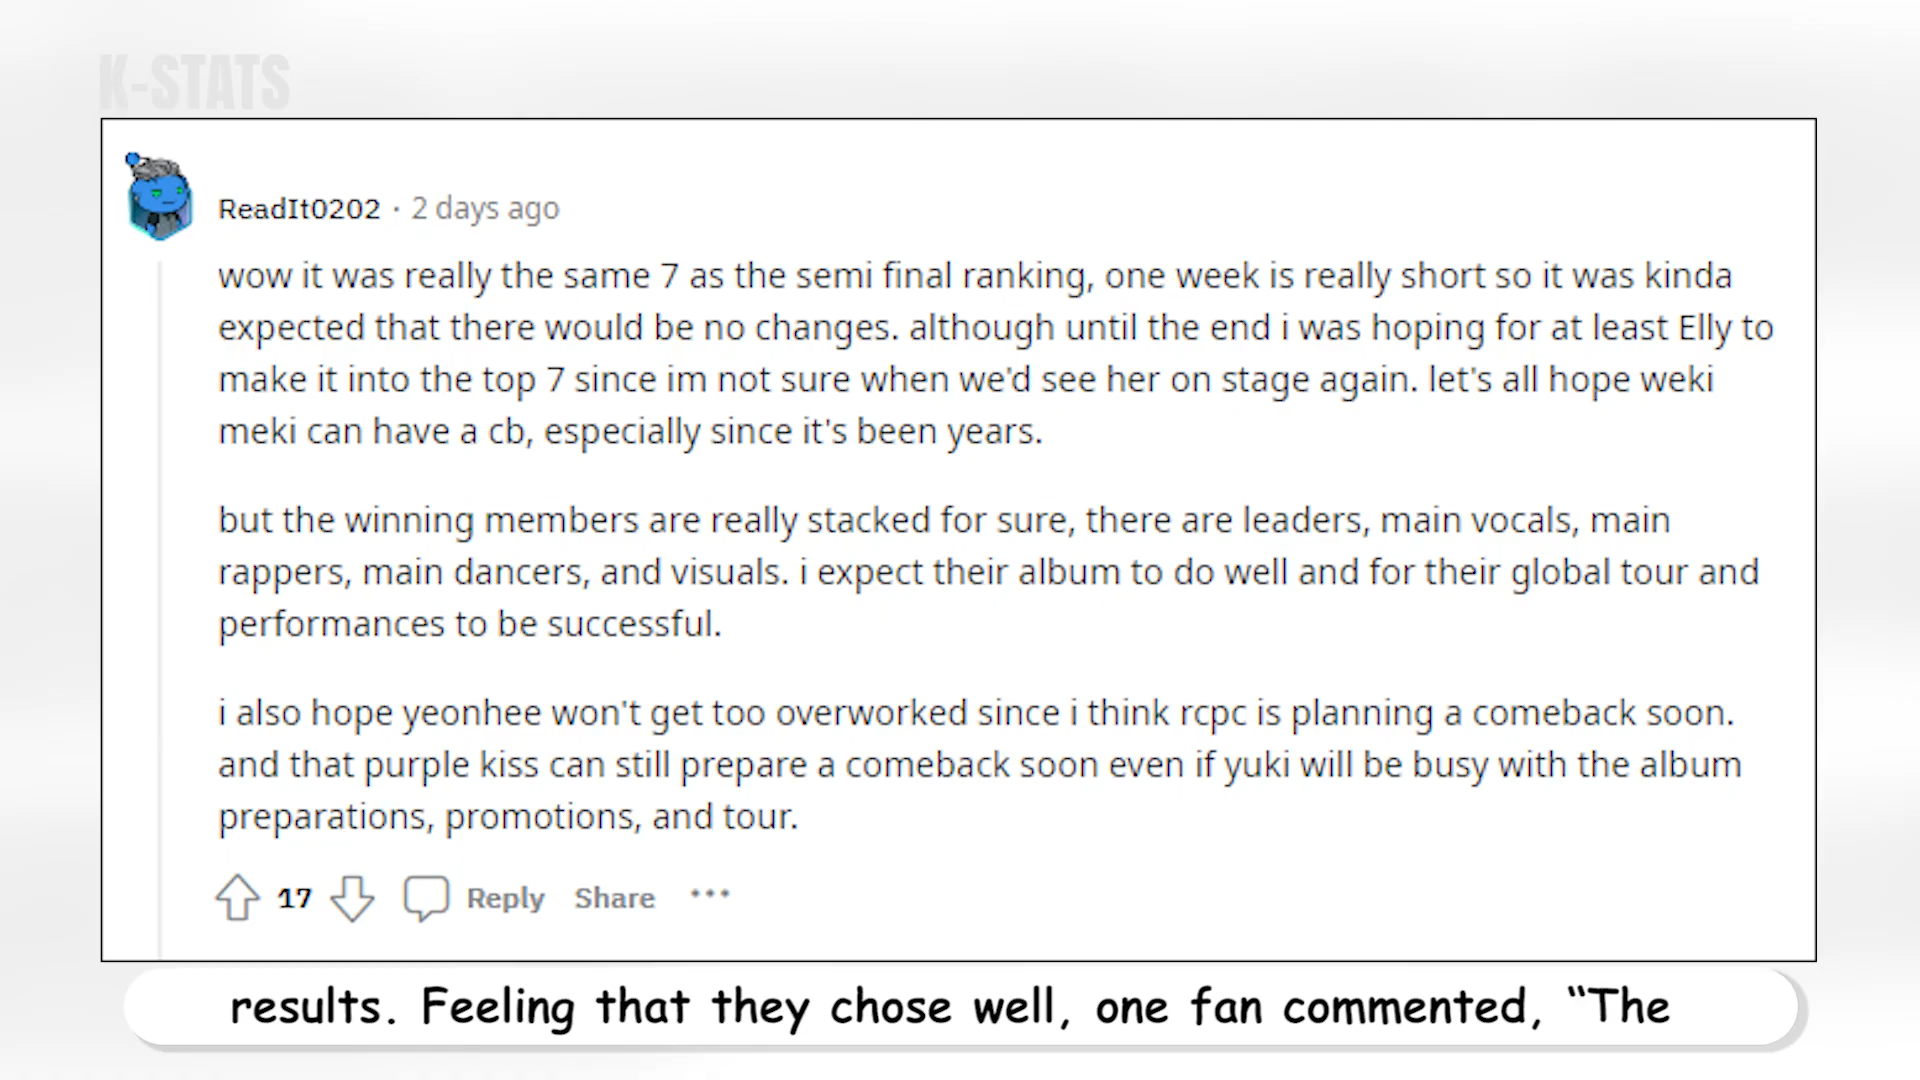 K-STATS
ReadIt0202 · 2 days ago
wow it was really the same 7 as the semi final ranking, one week is really short so it was kinda
expected that there would be no changes. although until the end i was hoping for at least Elly to
make it into the top 7 since im not sure when we'd see her on stage again. let's all hope weki
meki can have a cb, especially since it's been years.
but the winning members are really stacked for sure, there are leaders, main vocals, main
rappers, main dancers, and visuals. i expect their album to do well and for their global tour and
performances to be successful.
i also hope yeonhee won't get too overworked since i think rcpc is planning a comeback soon.
and that purple kiss can still prepare a comeback soon even if yuki will be busy with the album
preparations, promotions, and tour.
17 Reply Share ···
results. Feeling that they chose well, one fan commented, “The